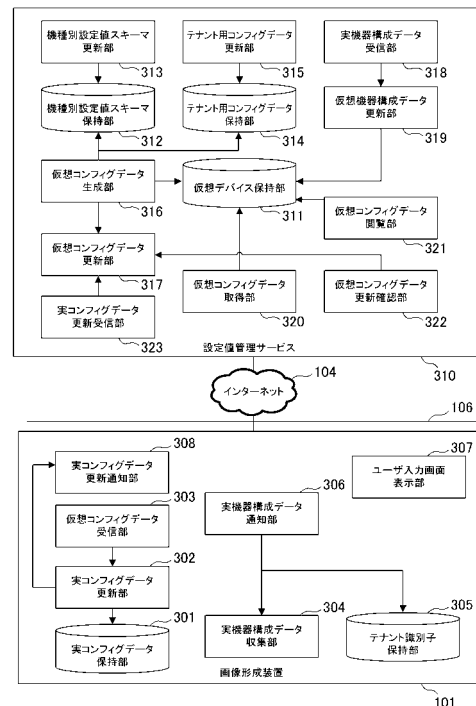 機種別設定値スキーマ
更新部
313
テナント用コンフィグデータ
更新部
315
実機器構成データ
受信部
318
機種別設定値スキーマ
保持部
312
テナント用コンフィグデータ
保持部
314
仮想機器構成データ
更新部
319
仮想コンフィグデータ
生成部
316
仮想デバイス保持部
311
仮想コンフィグデータ
閲覧部
321
仮想コンフィグデータ
更新部
317
仮想コンフィグデータ
取得部
320
仮想コンフィグデータ
更新確認部
322
実コンフィグデータ
更新受信部
323
設定値管理サービス
310
104
インターネット
106
実コンフィグデータ
更新通知部
308
ユーザ入力画面
表示部
307
仮想コンフィグデータ
受信部
303
実機器構成データ
通知部
306
実コンフィグデータ
更新部
302
実コンフィグデータ
保持部
301
実機器構成データ
収集部
304
テナント識別子
保持部
305
画像形成装置
101